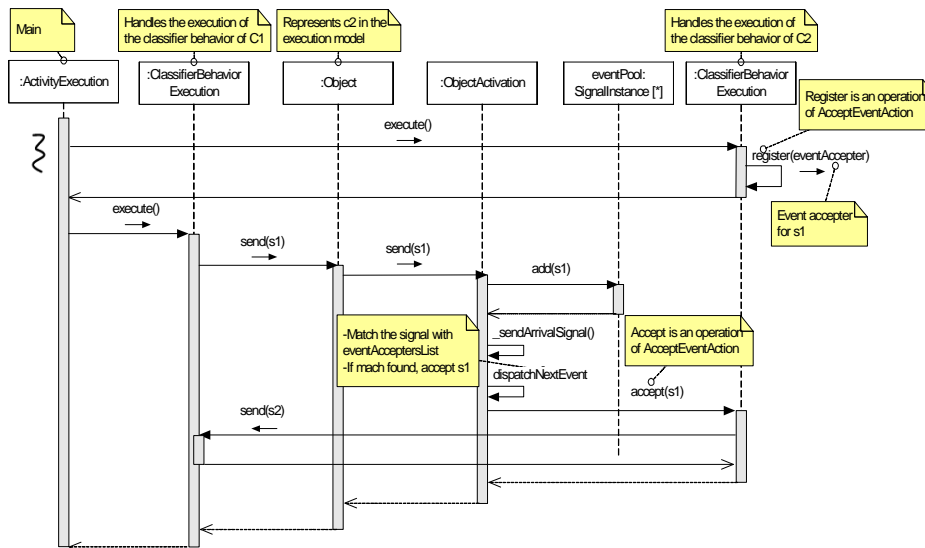 Main
Handles the execution of
the classifier behavior of C1
Represents c2 in the
execution model
Handles the execution of
the classifier behavior of C2
:ActivityExecution
:ClassifierBehavior
Execution
:Object
:ObjectActivation
eventPool:
SignalInstance [*]
:ClassifierBehavior
Execution
Register is an operation
of AcceptEventAction
execute()
register(eventAccepter)
Event accepter
for s1
execute()
send(s1)
send(s1)
add(s1)
-Match the signal with
eventAcceptersList
-If mach found, accept s1
_sendArrivalSignal()
Accept is an operation
of AcceptEventAction
dispatchNextEvent
accept(s1)
send(s2)